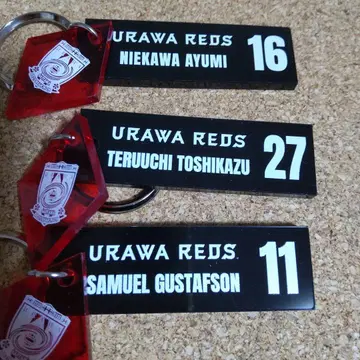 URAWA REDS
NIEKAWA AYUMI
16
URAWA REDS
TERUUCHI TOSHIKAZU
27
URAWA REDS
SAMUEL GUSTAFSON
11